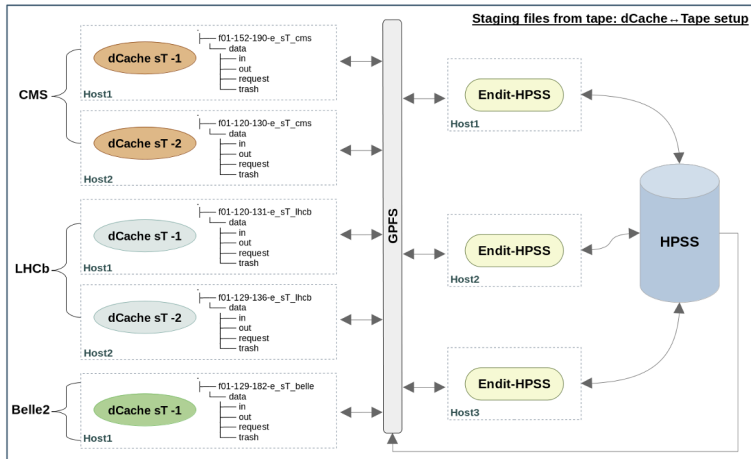 Staging files from tape: dCache↔Tape setup
CMS
dCache sT -1
Host1
f01-152-190-e_sT_cms
data
in
out
request
trash
dCache sT -2
Host2
f01-120-130-e_sT_cms
data
in
out
request
trash
LHCb
dCache sT -1
Host1
f01-120-131-e_sT_lhcb
data
in
out
request
trash
dCache sT -2
Host2
f01-129-136-e_sT_lhcb
data
in
out
request
trash
Belle2
dCache sT -1
Host1
f01-129-182-e_sT_belle
data
in
out
request
trash
GPFS
Endit-HPSS
Host1
Endit-HPSS
Host2
Endit-HPSS
Host3
HPSS